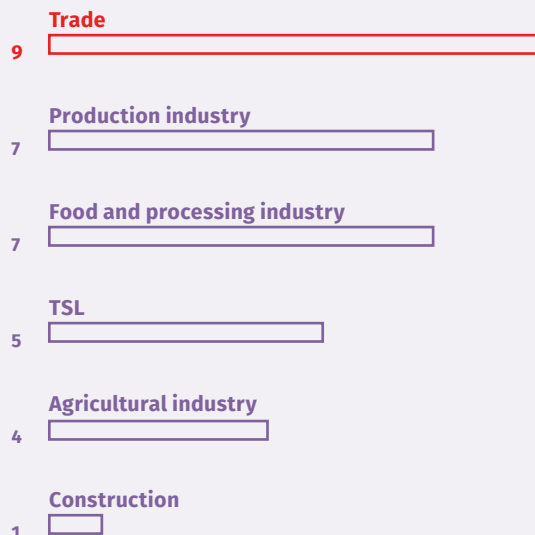 Trade
9
Production industry
7
Food and processing industry
7
TSL
5
Agricultural industry
4
Construction
1